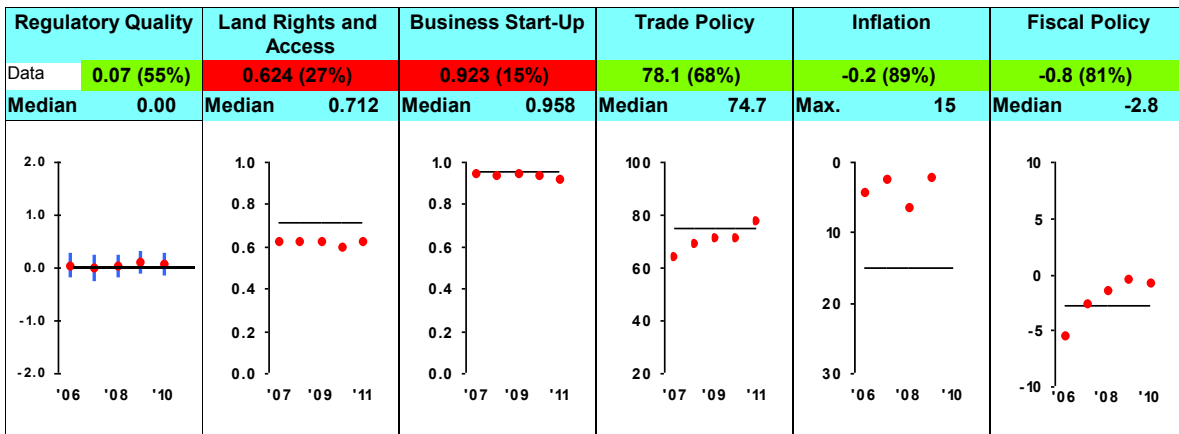 Regulatory Quality
Data 0.07 (55%)
Median 0.00
2.0
1.0
0.0
-1.0
-2.0
'06 '08 '10
Land Rights and
Access
0.624 (27%)
Median 0.712
1.0
0.8
0.6
0.4
0.2
0.0
'07 '09 '11
Business Start-Up
0.923 (15%)
Median 0.958
1.0
0.8
0.6
0.4
0.2
0.0
'07 '09 '11
Trade Policy
78.1 (68%)
Median 74.7
100
80
60
40
20
'07 '09 '11
Inflation
-0.2 (89%)
Max. 15
0
10
20
30
'06 '08 '10
Fiscal Policy
-0.8 (81%)
Median -2.8
10
5
0
-5
-10
'06 '08 '10